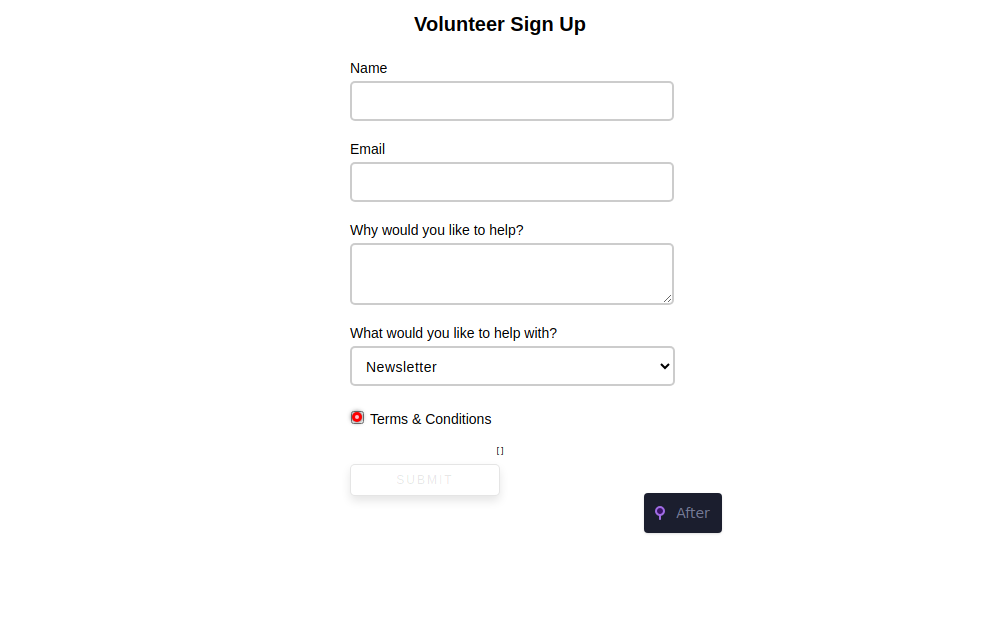 Volunteer Sign Up
Name
Email
Why would you like to help?
What would you like to help with?
Newsletter
Terms & Conditions
[]
SUBMIT
After